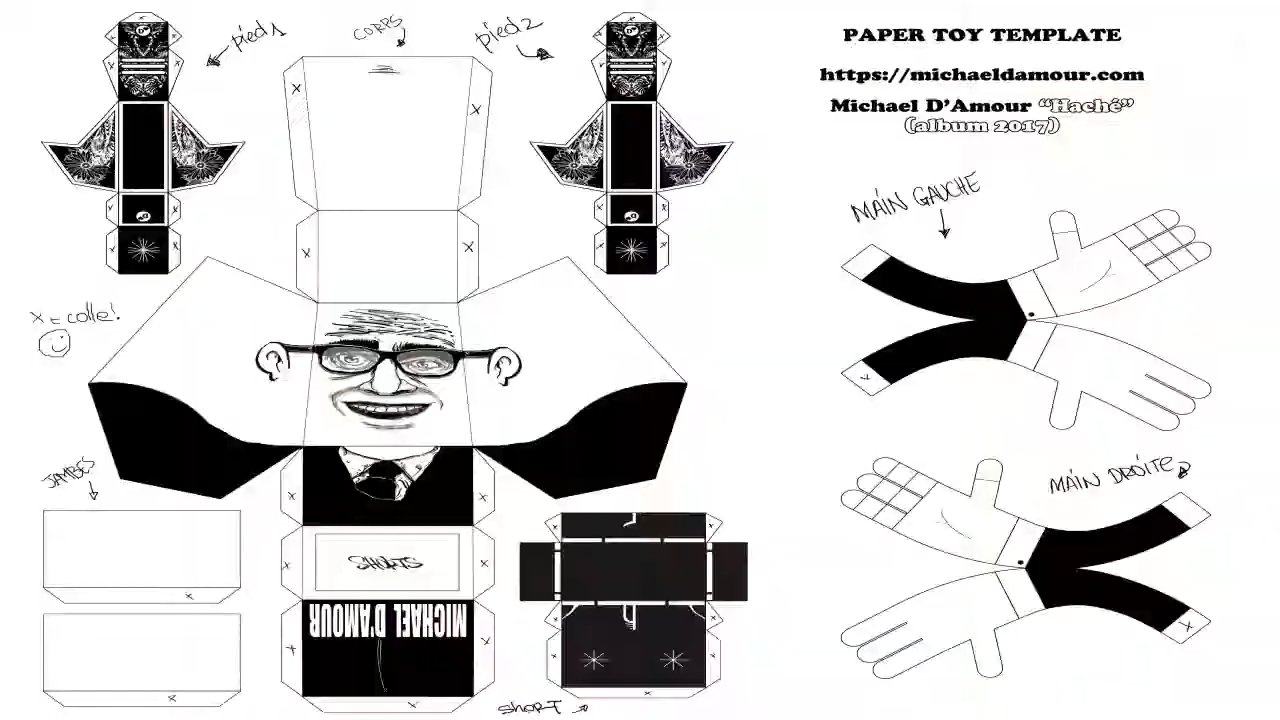 PAPER TOY TEMPLATE
https://michaeldamour.com
Michael D'Amour “Haché”
(album 2017)
pied 1
CORPS
pied 2
MAIN GAUCHE
x = colle!
JAMBES
MAIN DROITE
SHORTS
MICHAEL D'AMOUR
SHORT